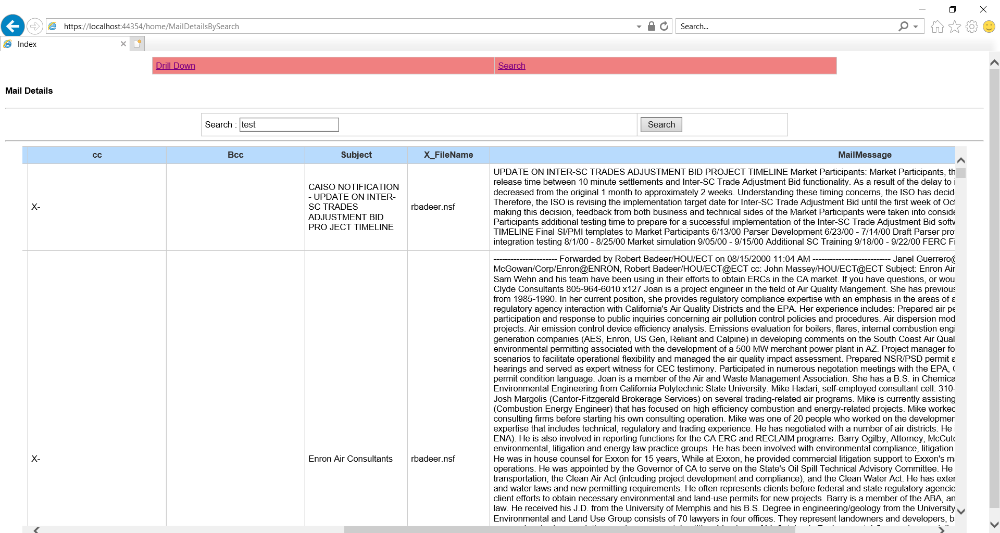 https://localhost:44354/home/MailDetailsBySearch
Search...
Index
Drill Down
Search
Mail Details
Search :
test
Search
cc
Bcc
Subject
X_FileName
MailMessage
X-
CAISO NOTIFICATION
- UPDATE ON INTER-
SC TRADES
ADJUSTMENT BID
PRO JECT TIMELINE
rbadeer.nsf
UPDATE ON INTER-SC TRADES ADJUSTMENT BID PROJECT TIMELINE Market Participants: Market Participants, th
release time between 10 minute settlements and Inter-SC Trade Adjustment Bid functionality. As a result of the delay to i
decreased from the original 1 month to approximately 2 weeks. Understanding these timing concerns, the ISO has decid
Therefore, the ISO is revising the implementation target date for Inter-SC Trade Adjustment Bid until the first week of Oct
making this decision, feedback from both business and technical sides of the Market Participants were taken into conside
Participants additional testing time to prepare for a successful implementation of the Inter-SC Trade Adjustment Bid softw
TIMELINE Final SI/PMI templates to Market Participants 6/13/00 Parser Development 6/23/00 - 7/14/00 Draft Parser prov
integration testing 8/1/00 - 8/25/00 Market simulation 9/05/00 - 9/15/00 Additional SC Training 9/18/00 - 9/22/00 FERC Fi
X-
Enron Air Consultants
rbadeer.nsf
---------------------- Forwarded by Robert Badeer/HOU/ECT on 08/15/2000 11:04 AM --------------------------- Janel Guerrero@
McGowan/Corp/Enron@ENRON, Robert Badeer/HOU/ECT@ECT cc: John Massey/HOU/ECT@ECT Subject: Enron Air
Sam Wehn and his team have been using in their efforts to obtain ERCs in the CA market. If you have questions, or wou
Clyde Consultants 805-964-6010 x127 Joan is a project engineer in the field of Air Quality Mangement. She has previous
from 1985-1990. In her current position, she provides regulatory compliance expertise with an emphasis in the areas of a
regulatory agency interaction with California's Air Quality Districts and the EPA. Her experience includes: Prepared air pe
participation and response to public inquiries concerning air pollution control policies and procedures. Air dispersion mod
projects. Air emission control device efficiency analysis. Emissions evaluation for boilers, flares, internal combustion engi
generation companies (AES, Enron, US Gen, Reliant and Calpine) in developing comments on the South Coast Air Qual
environmental permitting associated with the development of a 500 MW merchant power plant in AZ. Project manager fo
scenarios to facilitate operational flexibility and managed the air quality impact assessment. Prepared NSR/PSD permit a
hearings and served as expert witness for CEC testimony. Participated in numerous negotation meetings with the EPA, C
permit condition language. Joan is a member of the Air and Waste Management Association. She has a B.S. in Chemica
Environmental Engineering from California Polytechnic State University. Mike Hadari, self-employed consultant cell: 310-
Josh Margolis (Cantor-Fitzgerald Brokerage Services) on several trading-related air programs. Mike is currently assisting
(Combustion Energy Engineer) that has focused on high efficiency combustion and energy-related projects. Mike worked
consulting firms before starting his own consulting operation. Mike was one of 20 people who worked on the developmen
expertise that includes technical, regulatory and trading experience. He has negotiated with a number of air districts. He i
ENA). He is also involved in reporting functions for the CA ERC and RECLAIM programs. Barry Ogilby, Attorney, McCutc
environmental, litigation and energy law practice groups. He has been involved with environmental compliance, litigation
He was in house counsel for Exxon for 15 years, While at Exxon, he provided commercial litigation support to Exxon's ma
operations. He was appointed by the Governor of CA to serve on the State's Oil Spill Technical Advisory Committee. He
transportation, the Clean Air Act (inlcuding project development and compliance), and the Clean Water Act. He has exter
and water laws and new permitting requirements. He often represents clients before federal and state regulatory agencie
client efforts to obtain necessary environmental and land-use permits for new projects. Barry is a member of the ABA, an
law. He received his J.D. from the University of Memphis and his B.S. Degree in engineering/geology from the University
Environmental and Land Use Group consists of 70 lawyers in four offices. They represent landowners and developers, ba